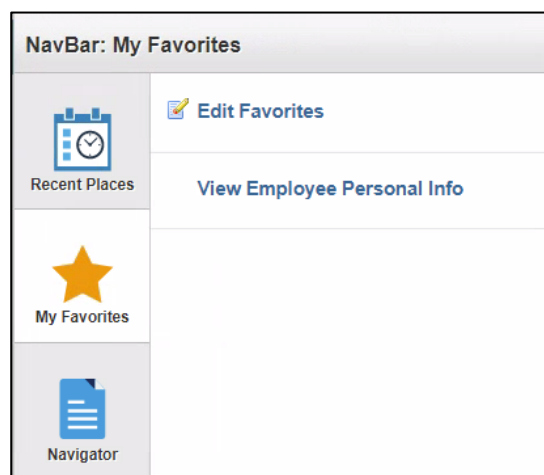 NavBar: My Favorites
Recent Places
Edit Favorites
View Employee Personal Info
My Favorites
Navigator